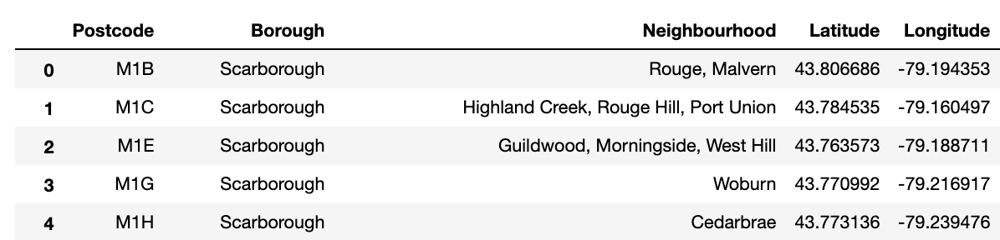 Postcode Borough Neighbourhood Latitude Longitude
0 M1B Scarborough Rouge, Malvern 43.806686 -79.194353
1 M1C Scarborough Highland Creek, Rouge Hill, Port Union 43.784535 -79.160497
2 M1E Scarborough Guildwood, Morningside, West Hill 43.763573 -79.188711
3 M1G Scarborough Woburn 43.770992 -79.216917
4 M1H Scarborough Cedarbrae 43.773136 -79.239476